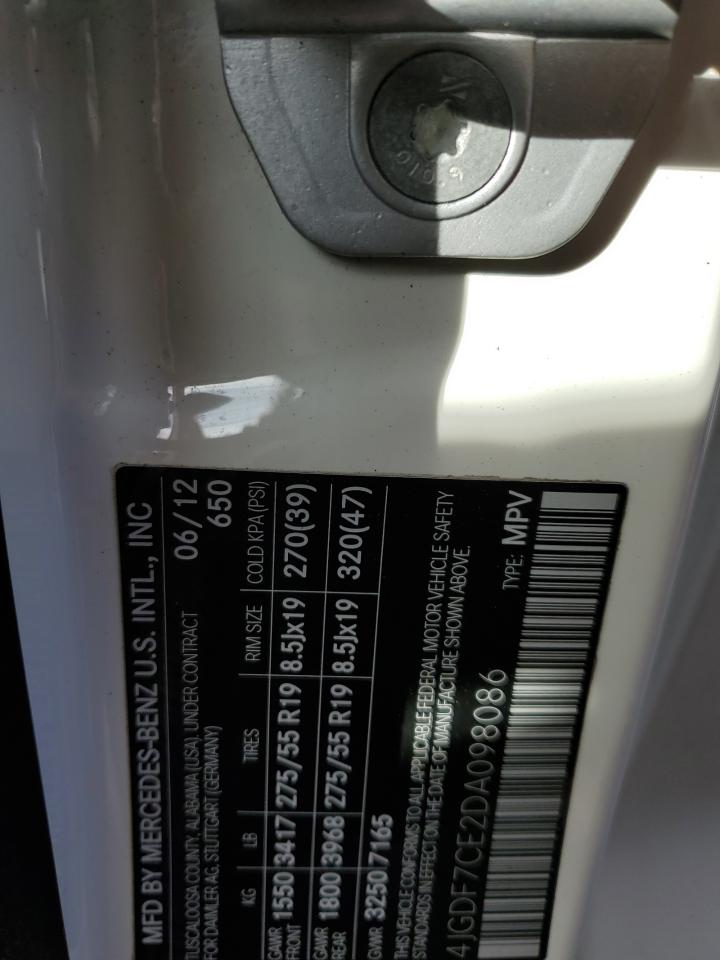 010.9
MFD BY MERCEDES-BENZ U.S. INTL., INC
TUSCALOOSA COUNTY, ALABAMA (USA), UNDER CONTRACT 06/12
FOR DAIMLER AG, STUTTGART (GERMANY) 650
KG LB TIRES RIM SIZE COLD KPA (PSI)
GAWR FRONT 1550 3417 275/55 R19 8.5Jx19 270(39)
GAWR REAR 1800 3968 275/55 R19 8.5Jx19 320(47)
GVWR 3250 7165
THIS VEHICLE CONFORMS TO ALL APPLICABLE FEDERAL MOTOR VEHICLE SAFETY
STANDARDS IN EFFECT ON THE DATE OF MANUFACTURE SHOWN ABOVE.
4JGDF7CE2DA098086 TYPE: MPV